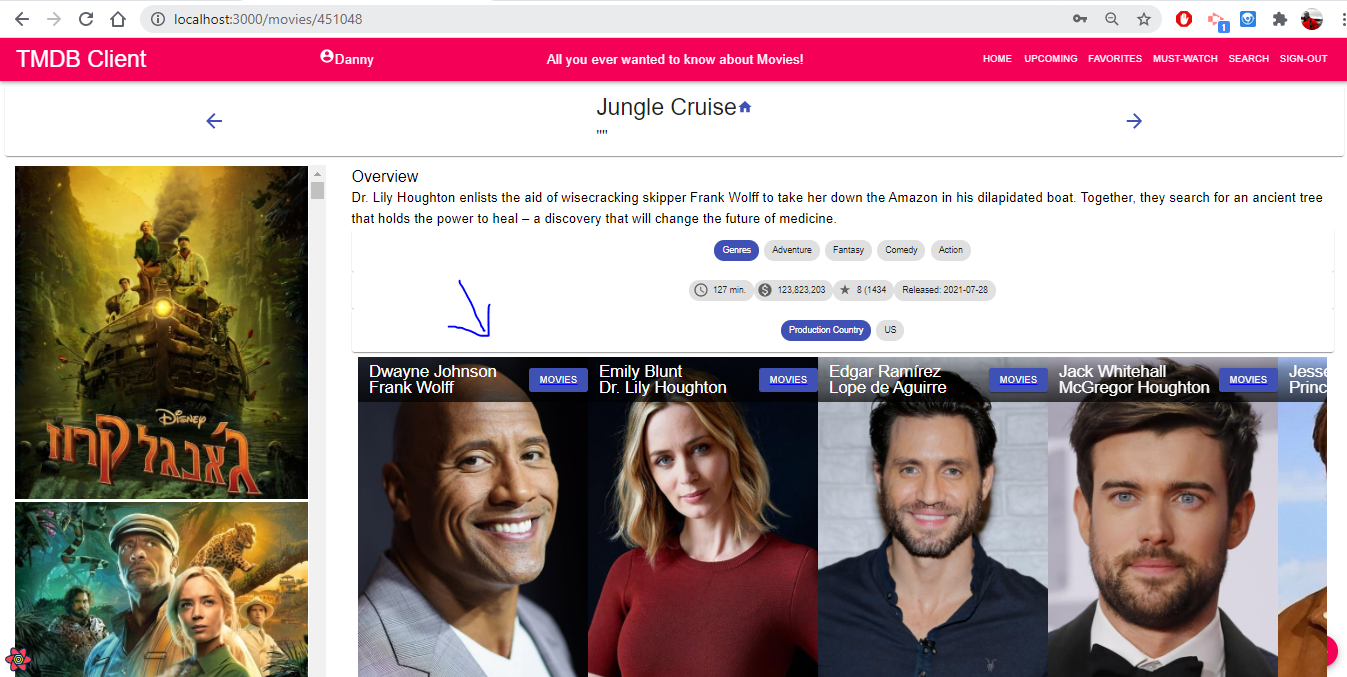 localhost:3000/movies/451048
1
TMDB Client
Danny
All you ever wanted to know about Movies!
HOME UPCOMING FAVORITES MUST-WATCH SEARCH SIGN-OUT
Jungle Cruise
""
Overview
Dr. Lily Houghton enlists the aid of wisecracking skipper Frank Wolff to take her down the Amazon in his dilapidated boat. Together, they search for an ancient tree
that holds the power to heal – a discovery that will change the future of medicine.
Genres Adventure Fantasy Comedy Action
127 min. 123,823,203 8 (1434 Released: 2021-07-28
Production Country US
Disney
ג'אנגל קרוז
Dwayne Johnson
Frank Wolff
MOVIES
Emily Blunt
Dr. Lily Houghton
MOVIES
Edgar Ramírez
Lope de Aguirre
MOVIES
Jack Whitehall
McGregor Houghton
MOVIES
Jesse
Princ